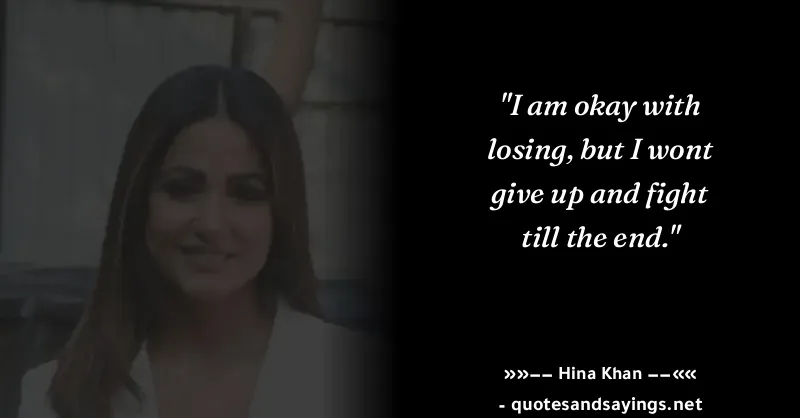 "I am okay with
losing, but I wont
give up and fight
till the end."
»»—— Hina Khan ——««
- quotesandsayings.net